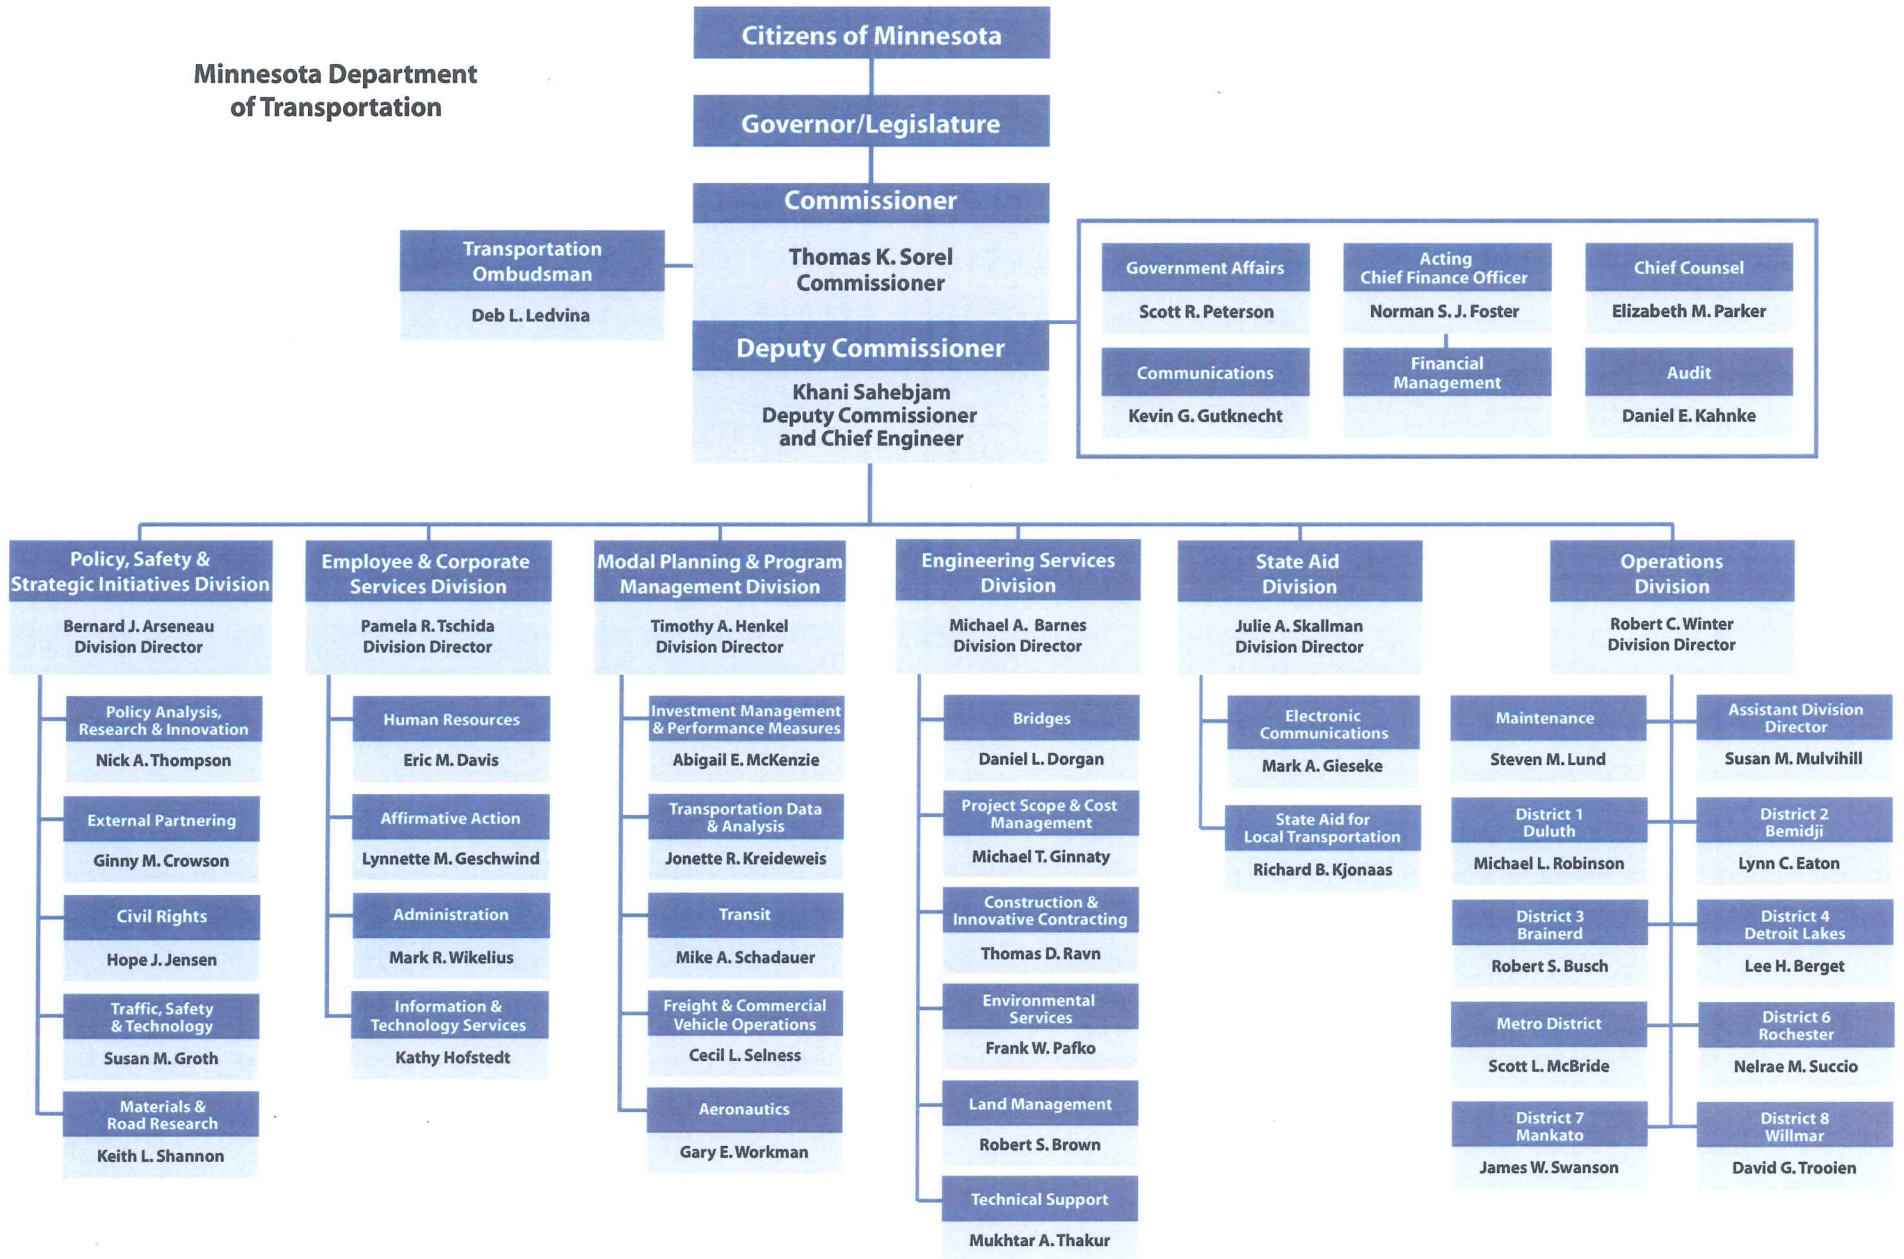 Minnesota Department
of Transportation
Citizens of Minnesota
Governor/Legislature
Commissioner
Thomas K. Sorel
Commissioner
Transportation
Ombudsman
Deb L. Ledvina
Deputy Commissioner
Khani Sahebjam
Deputy Commissioner
and Chief Engineer
Government Affairs
Scott R. Peterson
Acting
Chief Finance Officer
Norman S. J. Foster
Chief Counsel
Elizabeth M. Parker
Communications
Kevin G. Gutknecht
Financial
Management
Audit
Daniel E. Kahnke
Policy, Safety &
Strategic Initiatives Division
Bernard J. Arseneau
Division Director
Policy Analysis,
Research & Innovation
Nick A. Thompson
External Partnering
Ginny M. Crowson
Civil Rights
Hope J. Jensen
Traffic, Safety
& Technology
Susan M. Groth
Materials &
Road Research
Keith L. Shannon
Employee & Corporate
Services Division
Pamela R. Tschida
Division Director
Human Resources
Eric M. Davis
Affirmative Action
Lynnette M. Geschwind
Administration
Mark R. Wikelius
Information &
Technology Services
Kathy Hofstedt
Modal Planning & Program
Management Division
Timothy A. Henkel
Division Director
Investment Management
& Performance Measures
Abigail E. McKenzie
Transportation Data
& Analysis
Jonette R. Kreideweis
Transit
Mike A. Schadauer
Freight & Commercial
Vehicle Operations
Cecil L. Selness
Aeronautics
Gary E. Workman
Engineering Services
Division
Michael A. Barnes
Division Director
Bridges
Daniel L. Dorgan
Project Scope & Cost
Management
Michael T. Ginnaty
Construction &
Innovative Contracting
Thomas D. Ravn
Environmental
Services
Frank W. Pafko
Land Management
Robert S. Brown
Technical Support
Mukhtar A. Thakur
State Aid
Division
Julie A. Skallman
Division Director
Electronic
Communications
Mark A. Gieseke
State Aid for
Local Transportation
Richard B. Kjonaas
Operations
Division
Robert C. Winter
Division Director
Maintenance
Steven M. Lund
Assistant Division
Director
Susan M. Mulvihill
District 1
Duluth
Michael L. Robinson
District 2
Bemidji
Lynn C. Eaton
District 3
Brainerd
Robert S. Busch
District 4
Detroit Lakes
Lee H. Berget
Metro District
Scott L. McBride
District 6
Rochester
Nelrae M. Succio
District 7
Mankato
James W. Swanson
District 8
Willmar
David G. Trooien